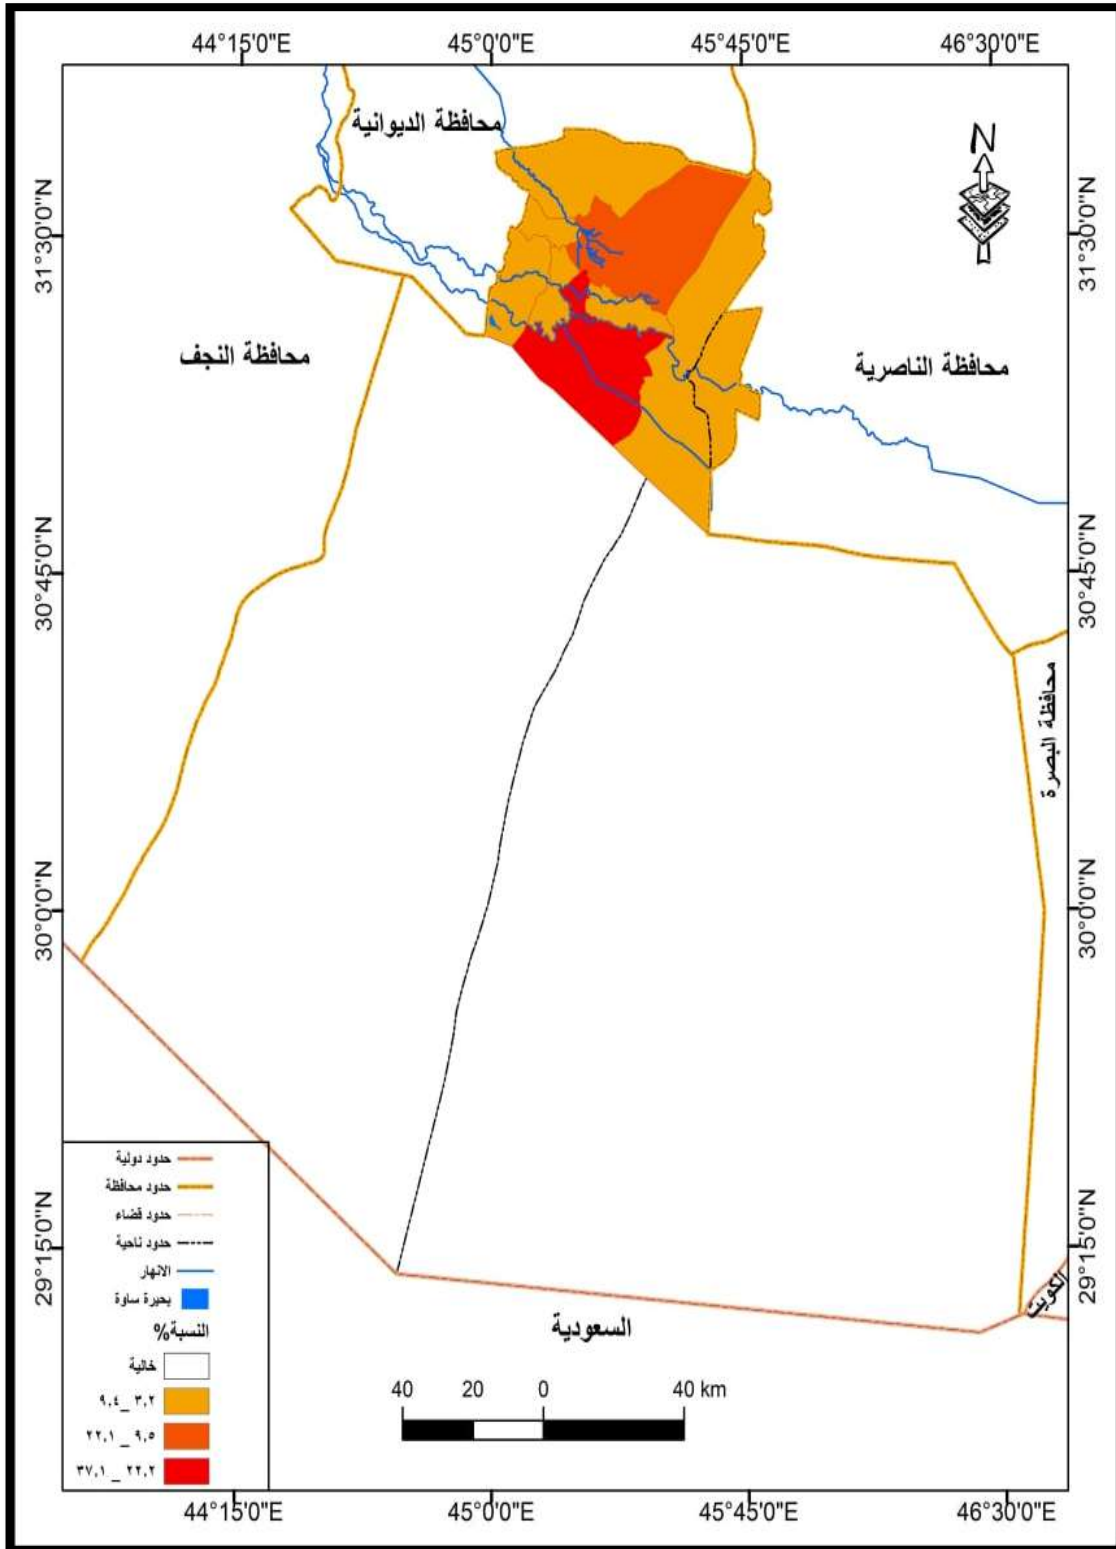 44°15'0"E 45°0'0"E 45°45'0"E 46°30'0"E
N
محافظة الديوانية
31°30'0"N
31°30'0"N
محافظة النجف
محافظة الناصرية
30°45'0"N
30°45'0"N
محافظة البصرة
30°0'0"N
30°0'0"N
حدود دولية
حدود محافظة
حدود قضاء
حدود ناحية
الانهار
بحيرة ساوة
النسبة%
خالية
٣,٢ _ ٩,٤
٩,٥ _ ٢٢,١
٢٢,٢ _ ٣٧,١
29°15'0"N
29°15'0"N
الكويت
السعودية
40 20 0 40 km
44°15'0"E 45°0'0"E 45°45'0"E 46°30'0"E